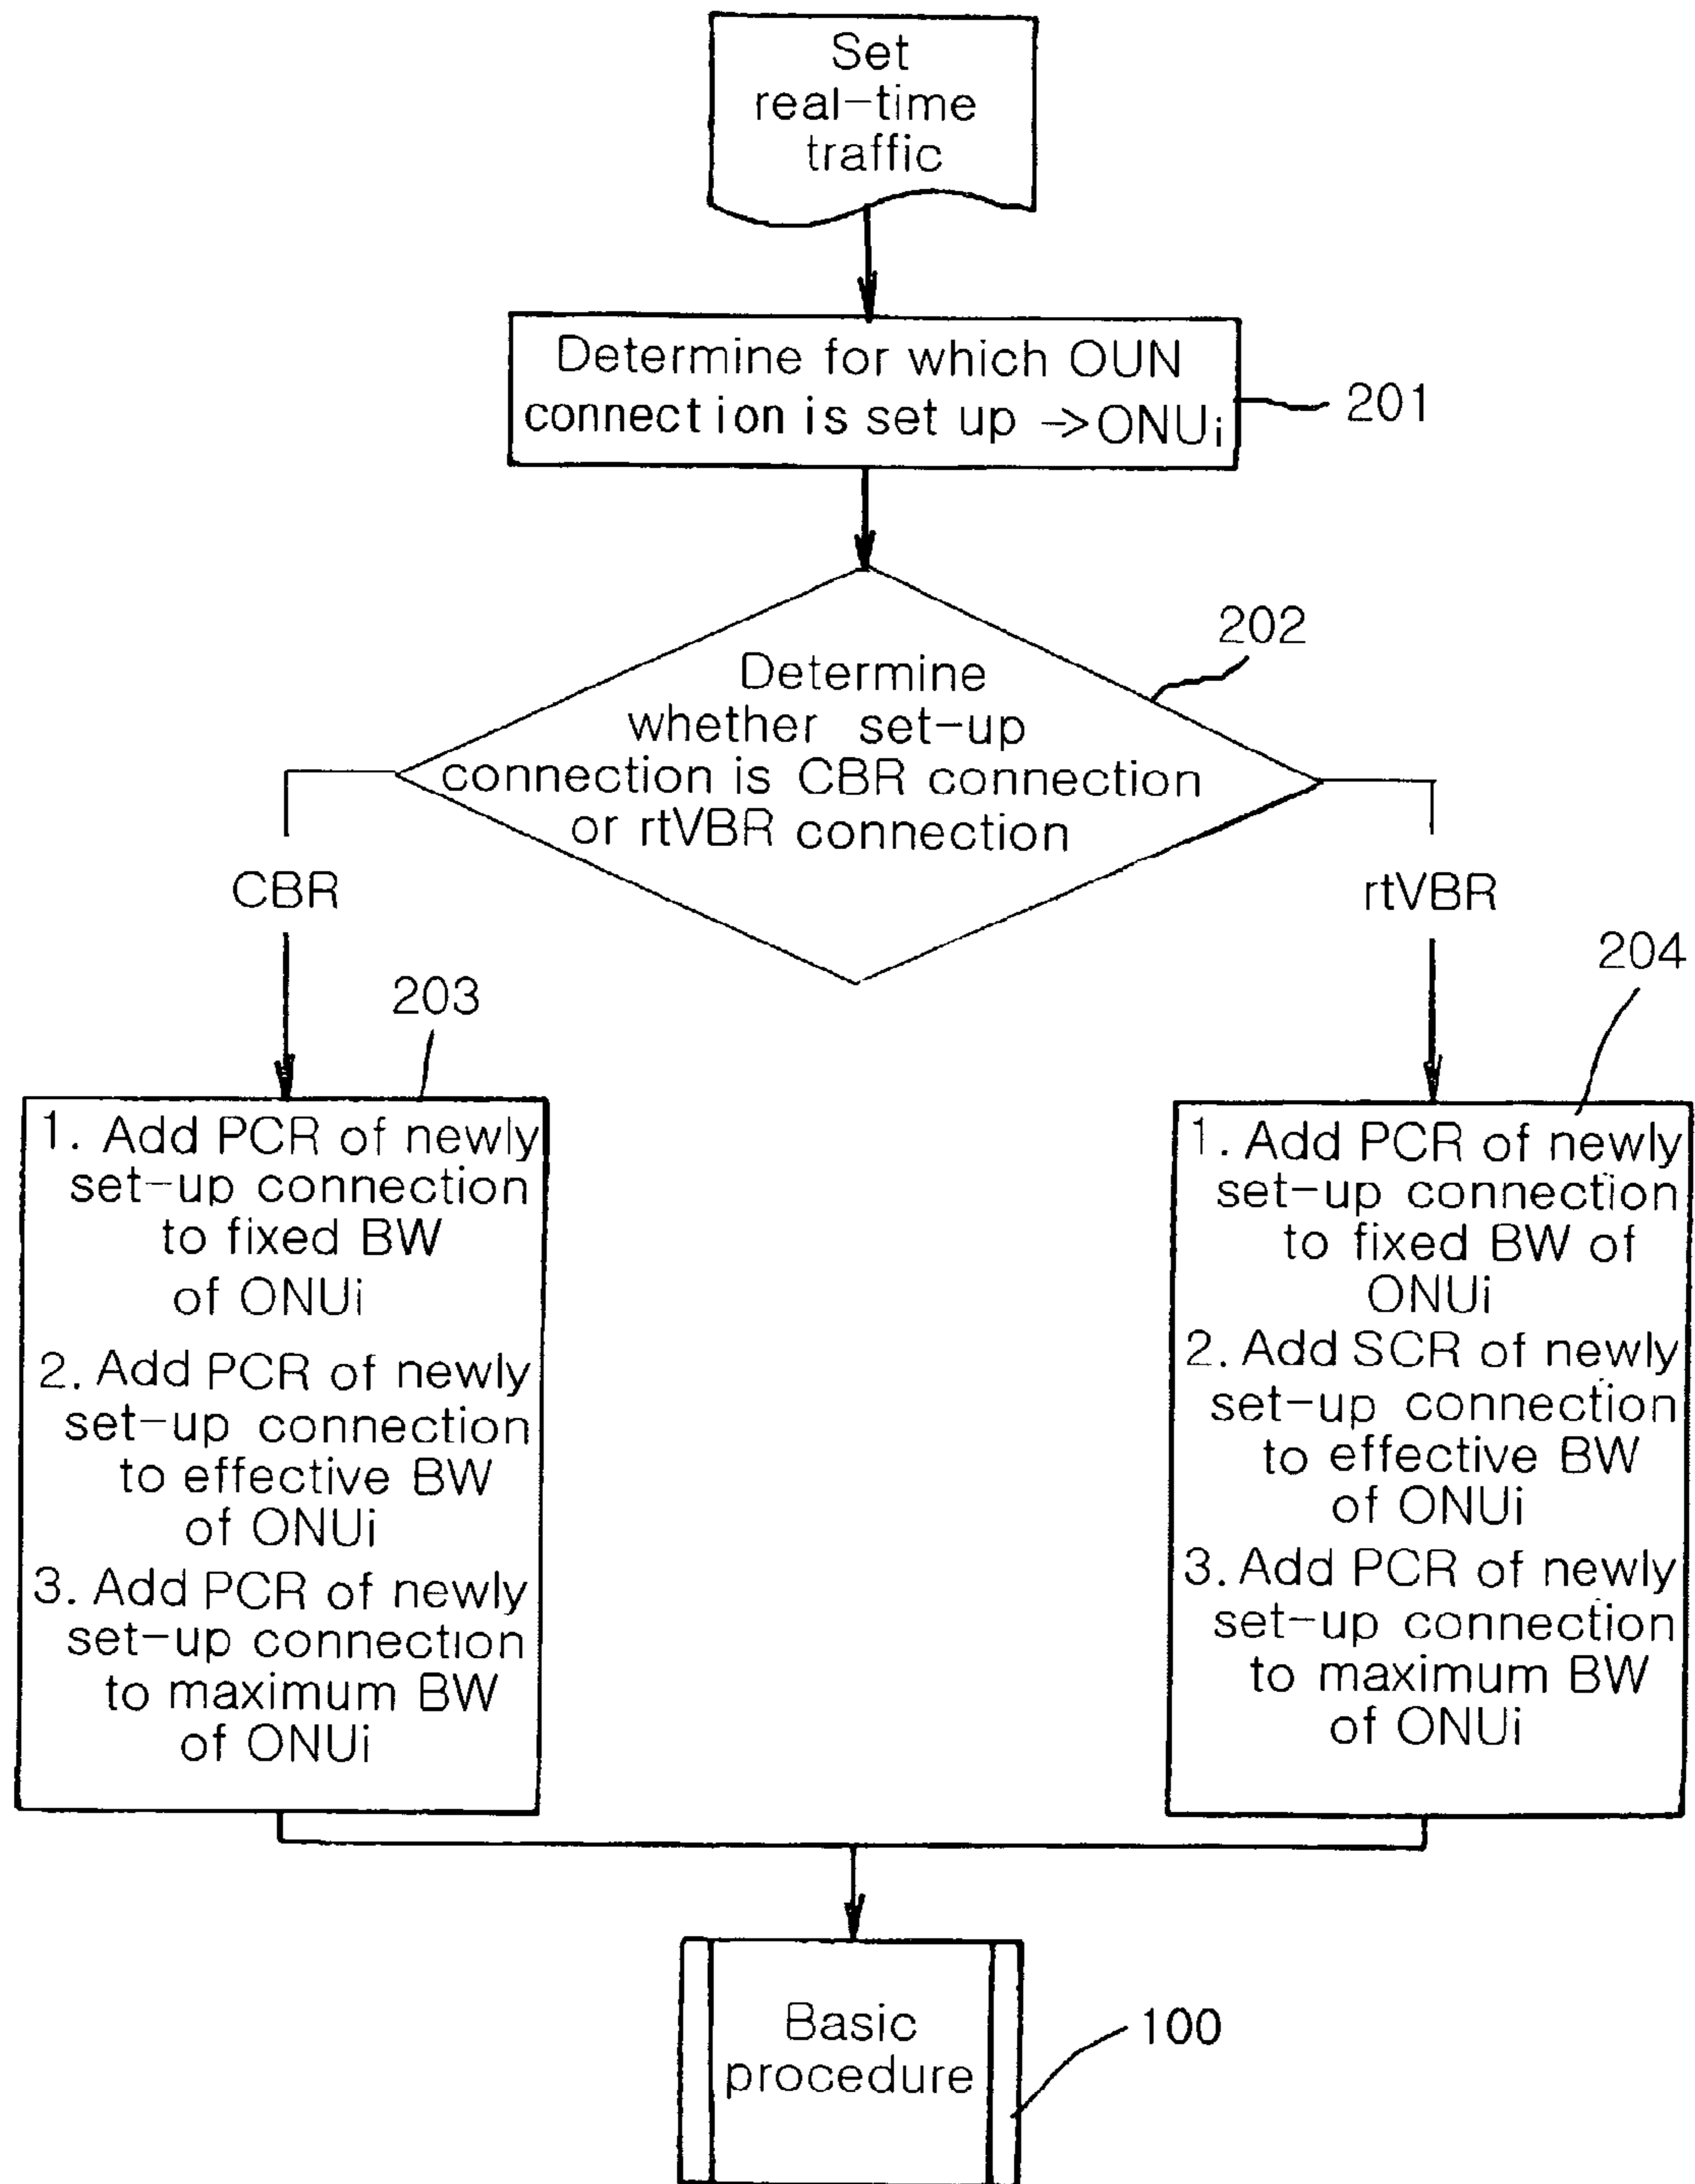 Set
real-time
traffic
Determine for which OUN
connection is set up ->ONUi
201
202
Determine
whether set-up
connection is CBR connection
or rtVBR connection
CBR
rtVBR
203
204
1. Add PCR of newly
set-up connection
to fixed BW
of ONUi
2. Add PCR of newly
set-up connection
to effective BW
of ONUi
3. Add PCR of newly
set-up connection
to maximum BW
of ONUi
1. Add PCR of newly
set-up connection
to fixed BW of
ONUi
2. Add SCR of newly
set-up connection
to effective BW
of ONUi
3. Add PCR of newly
set-up connection
to maximum BW
of ONUi
Basic
procedure
100